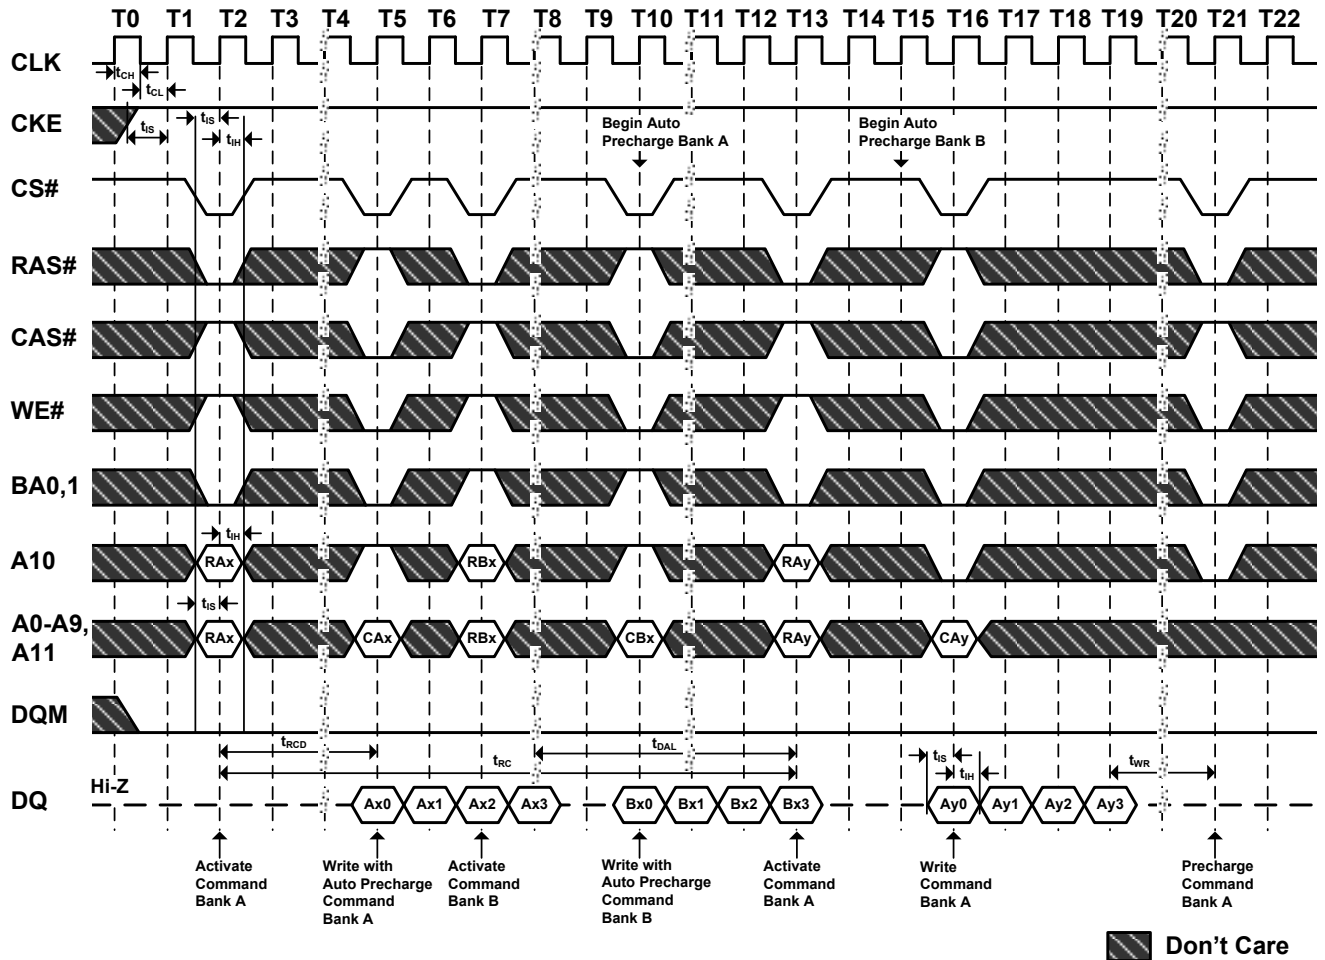 T0 T1 T2 T3 T4 T5 T6 T7 T8 T9 T10 T11 T12 T13 T14 T15 T16 T17 T18 T19 T20 T21 T22
CLK
tCH
tCL
CKE
tIS
tIS
tIH
Begin Auto
Precharge Bank A
Begin Auto
Precharge Bank B
CS#
RAS#
CAS#
WE#
BA0,1
tIH
A10
RAx RBx RAy
tIS
A0-A9,
A11
RAx CAx RBx CBx RAy CAy
DQM
tRCD
tRC
tDAL
tIS
tIH
tWR
Hi-Z
DQ
Ax0 Ax1 Ax2 Ax3 Bx0 Bx1 Bx2 Bx3 Ay0 Ay1 Ay2 Ay3
Activate
Command
Bank A
Write with
Auto Precharge
Command
Bank A
Activate
Command
Bank B
Write with
Auto Precharge
Command
Bank B
Activate
Command
Bank A
Write
Command
Bank A
Precharge
Command
Bank A
Don't Care